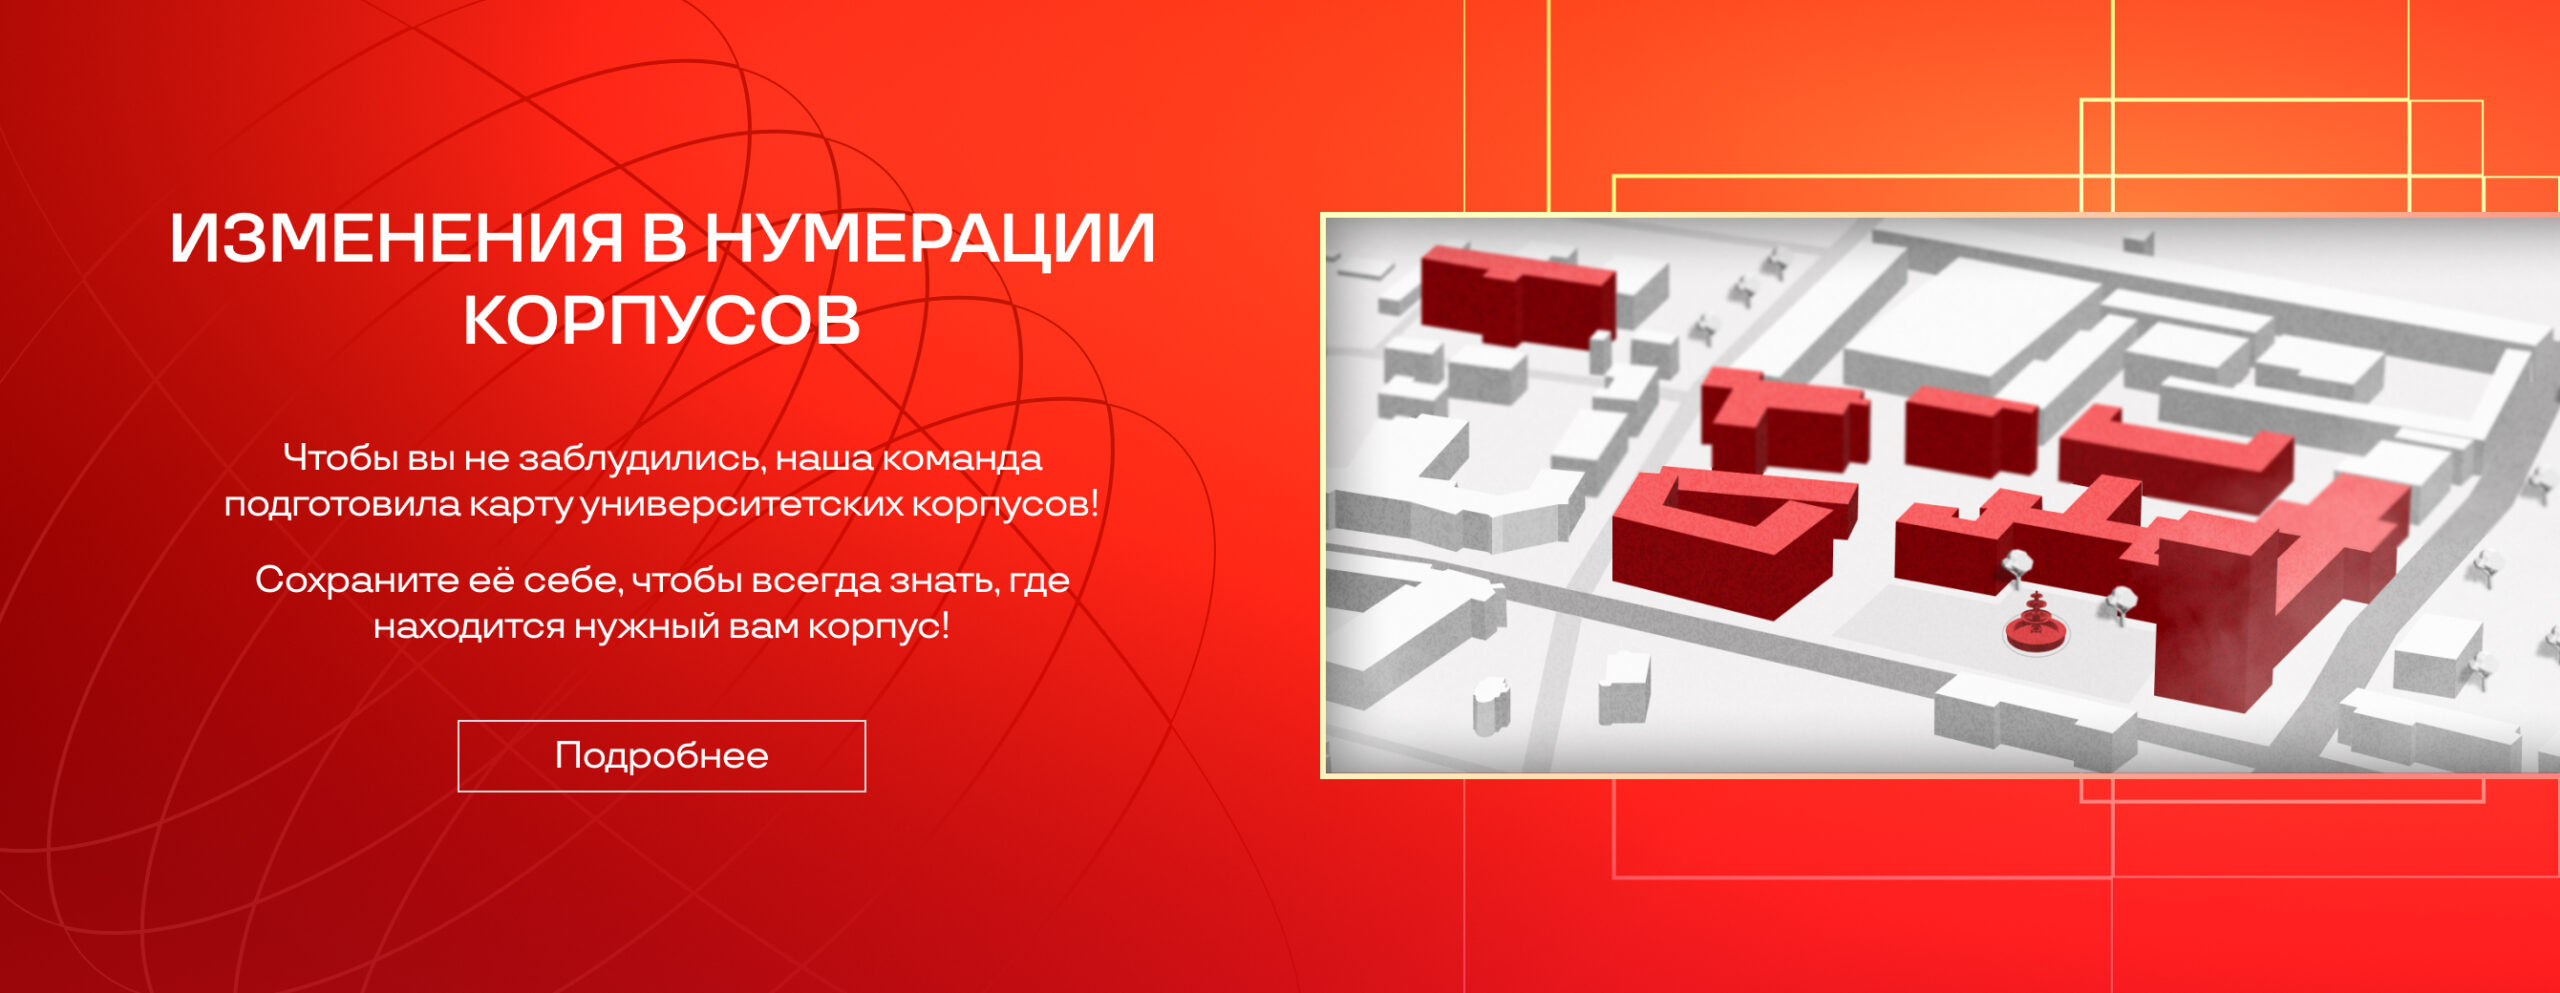 ИЗМЕНЕНИЯ В НУМЕРАЦИИ
КОРПУСОВ
Чтобы вы не заблудились, наша команда
подготовила карту университетских корпусов!
Сохраните её себе, чтобы всегда знать, где
находится нужный вам корпус!
Подробнее